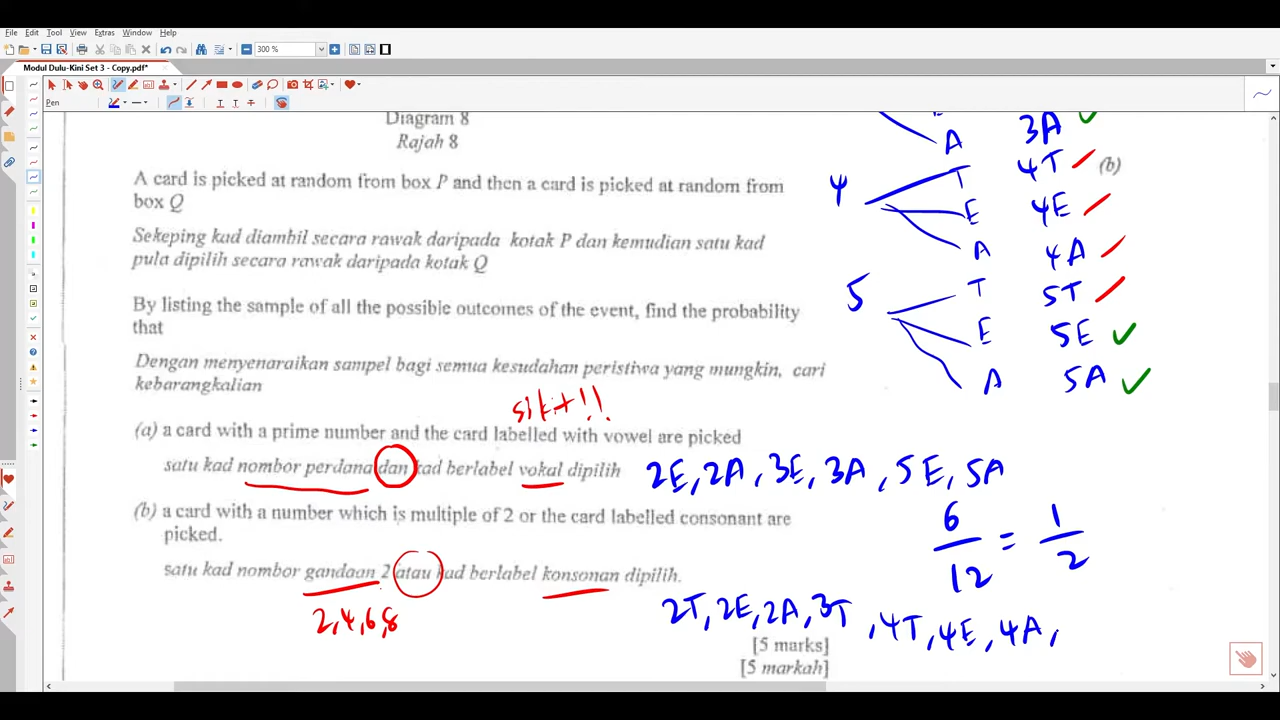 File Tool View Extras Window Help
300 %
Modul Dulu-Kini Set 3 - Copy.pdf*
Pen
Diagram 8
Rajah 8
A card is picked at random from box P and then a card is picked at random from
box Q
Sekeping kad diambil secara rawak daripada kotak P dan kemudian satu kad
pula dipilih secara rawak daripada kotak Q
By listing the sample of all the possible outcomes of the event, find the probability
that
Dengan menyenaraikan sampel bagi semua kesudahan peristiwa yang mungkin, cari
kebarangkalian
sikit!!
(a) a card with a prime number and the card labelled with vowel are picked
satu kad nombor perdana dan kad berlabel vokal dipilih
(b) a card with a number which is multiple of 2 or the card labelled consonant are
picked.
satu kad nombor gandaan 2 atau kad berlabel konsonan dipilih.
2,4,6,8
[5 marks]
[5 markah]
A 3A
4 T 4T (b)
E 4E
A 4A
5 T 5T
E 5E
A 5A
2E, 2A, 3E, 3A, 5E, 5A
6/12 = 1/2
2T, 2E, 2A, 3T, 4T, 4E, 4A,